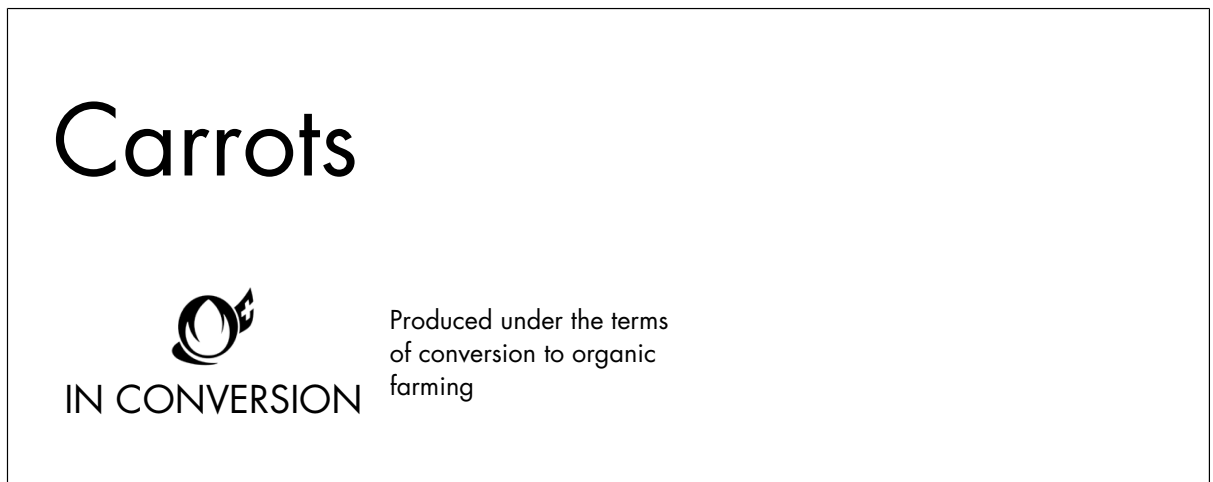 Carrots
Produced under the terms
of conversion to organic
farming
IN CONVERSION